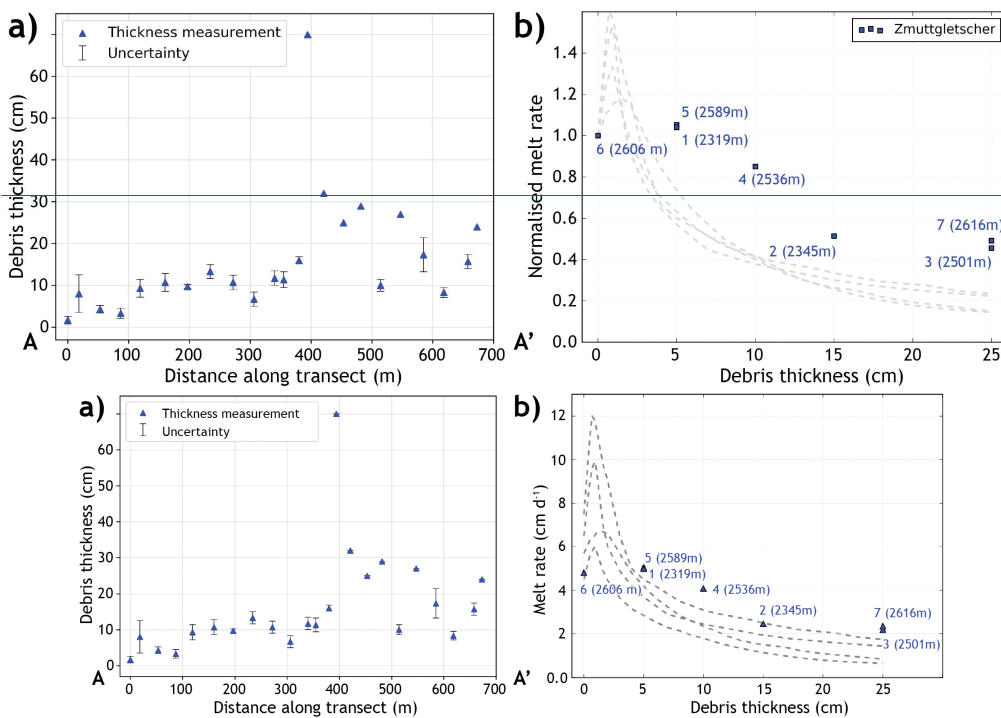 a)
Thickness measurement
Uncertainty
Debris thickness (cm)
60
50
40
30
20
10
0
A
0 100 200 300 400 500 600 700
Distance along transect (m)
b)
Zmuttgletscher
Normalised melt rate
1.4
1.2
1.0
0.8
0.6
0.4
0.2
0.0
5 (2589m)
1 (2319m)
6 (2606 m)
4 (2536m)
7 (2616m)
2 (2345m)
3 (2501m)
A'
0 5 10 15 20 25
Debris thickness (cm)
a)
Thickness measurement
Uncertainty
Debris thickness (cm)
60
50
40
30
20
10
0
A
0 100 200 300 400 500 600 700
Distance along transect (m)
b)
Melt rate (cm d⁻¹)
12
10
8
6
4
2
0.0
5 (2589m)
1 (2319m)
6 (2606 m)
4 (2536m)
2 (2345m)
7 (2616m)
3 (2501m)
A'
0 5 10 15 20 25
Debris thickness (cm)